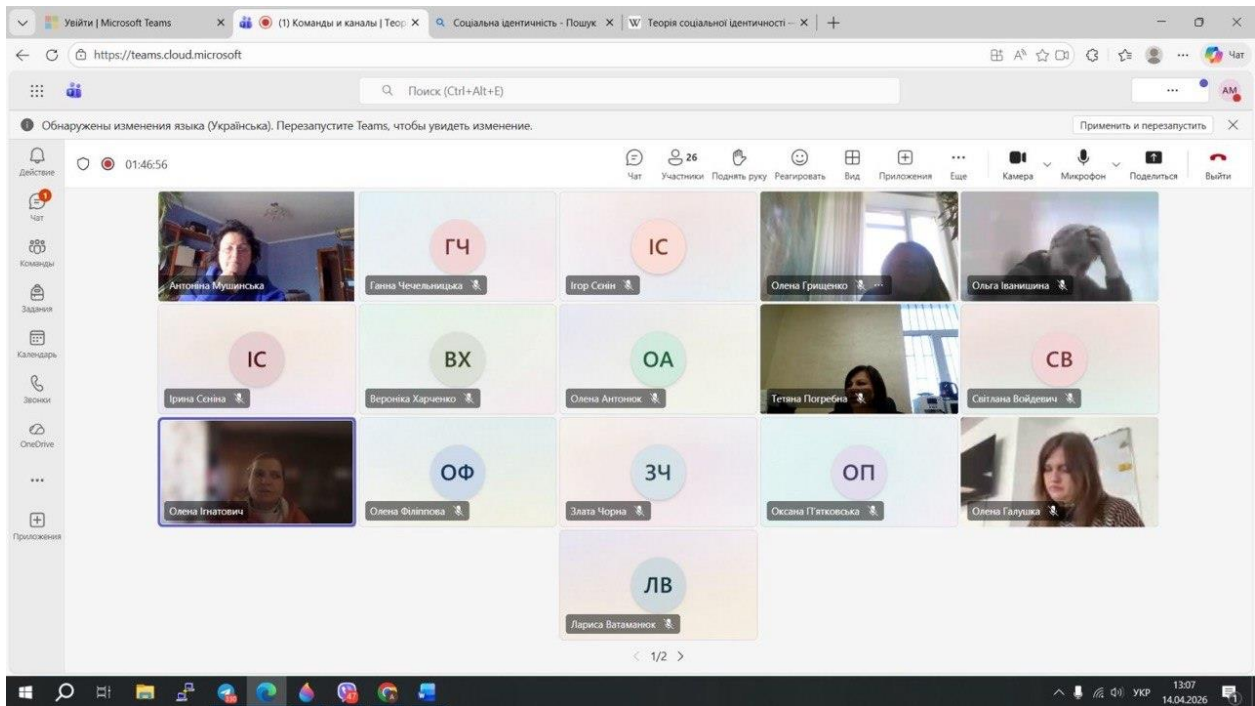 Увійти | Microsoft Teams
(1) Команды и каналы | Теор
Соціальна ідентичність - Пошук
W Теорія соціальної ідентичності –
https://teams.cloud.microsoft
Чат
Поиск (Ctrl+Alt+E)
AM
Обнаружены изменения языка (Українська). Перезапустите Teams, чтобы увидеть изменение.
Применить и перезапустить
01:46:56
26
Чат Участники Поднять руку Реагировать Вид Приложения Еще Камера Микрофон Поделиться Выйти
Действие
1
Чат
Команды
Задания
Календарь
Звонки
OneDrive
Приложения
Антоніна Мушинська
ГЧ
Ганна Чечельницька
ІС
Ігор Сенін
Олена Грищенко
Ольга Іванишина
ІС
Ірина Сєніна
ВХ
Вероніка Харченко
ОА
Олена Антонюк
Тетяна Погребна
СВ
Світлана Войдевич
Олена Ігнатович
ОФ
Олена Філіппова
ЗЧ
Злата Чорна
ОП
Оксана П'ятковська
Олена Галушка
ЛВ
Лариса Ватаманюк
1/2
УКР
13:07
14.04.2026